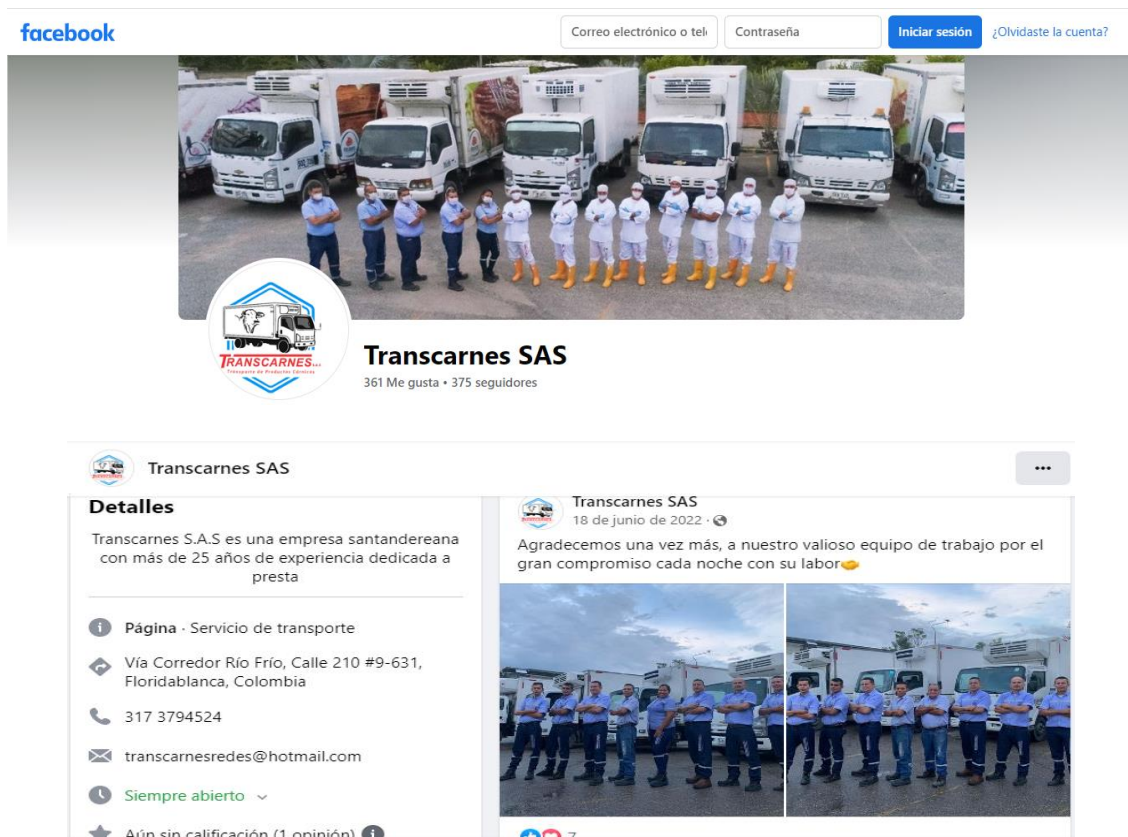 facebook
Correo electrónico o tel
Contraseña
Iniciar sesión
¿Olvidaste la cuenta?
TRANSCARNES S.A.S
Transporte de Productos Cárnicos
Transcarnes SAS
361 Me gusta • 375 seguidores
Transcarnes SAS
Detalles
Transcarnes S.A.S es una empresa santandereana
con más de 25 años de experiencia dedicada a
presta
Página · Servicio de transporte
Vía Corredor Río Frío, Calle 210 #9-631,
Floridablanca, Colombia
317 3794524
transcarnesredes@hotmail.com
Siempre abierto
Aún sin calificación (1 opinión)
Transcarnes SAS
18 de junio de 2022 ·
Agradecemos una vez más, a nuestro valioso equipo de trabajo por el
gran compromiso cada noche con su labor
7